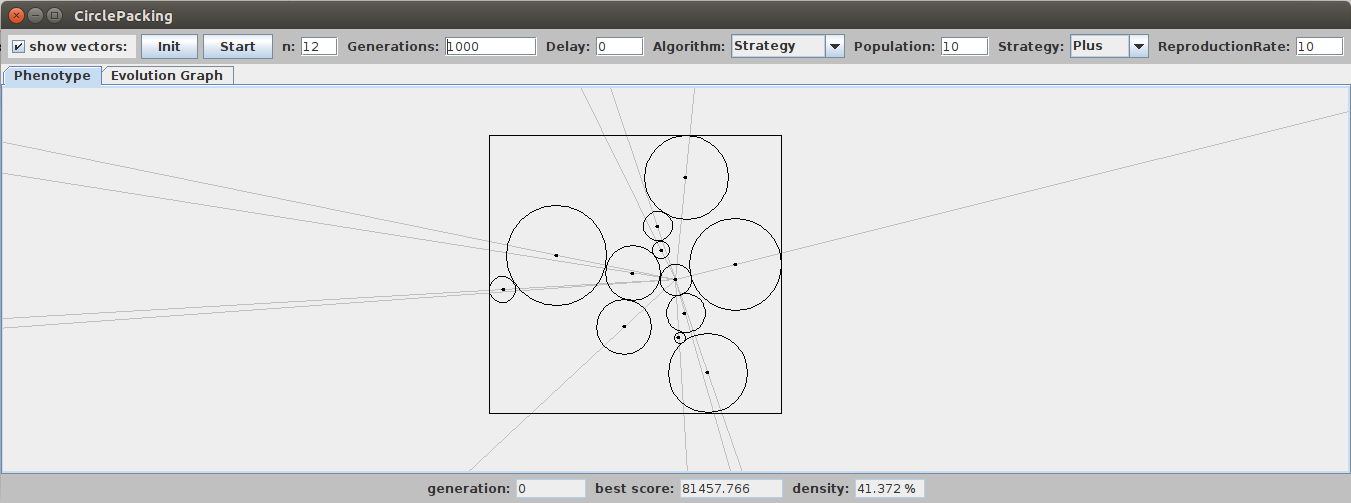 CirclePacking
show vectors: Init Start n: 12 Generations: 1000 Delay: 0 Algorithm: Strategy Population: 10 Strategy: Plus ReproductionRate: 10
Phenotype Evolution Graph
generation: 0 best score: 81457.766 density: 41.372 %